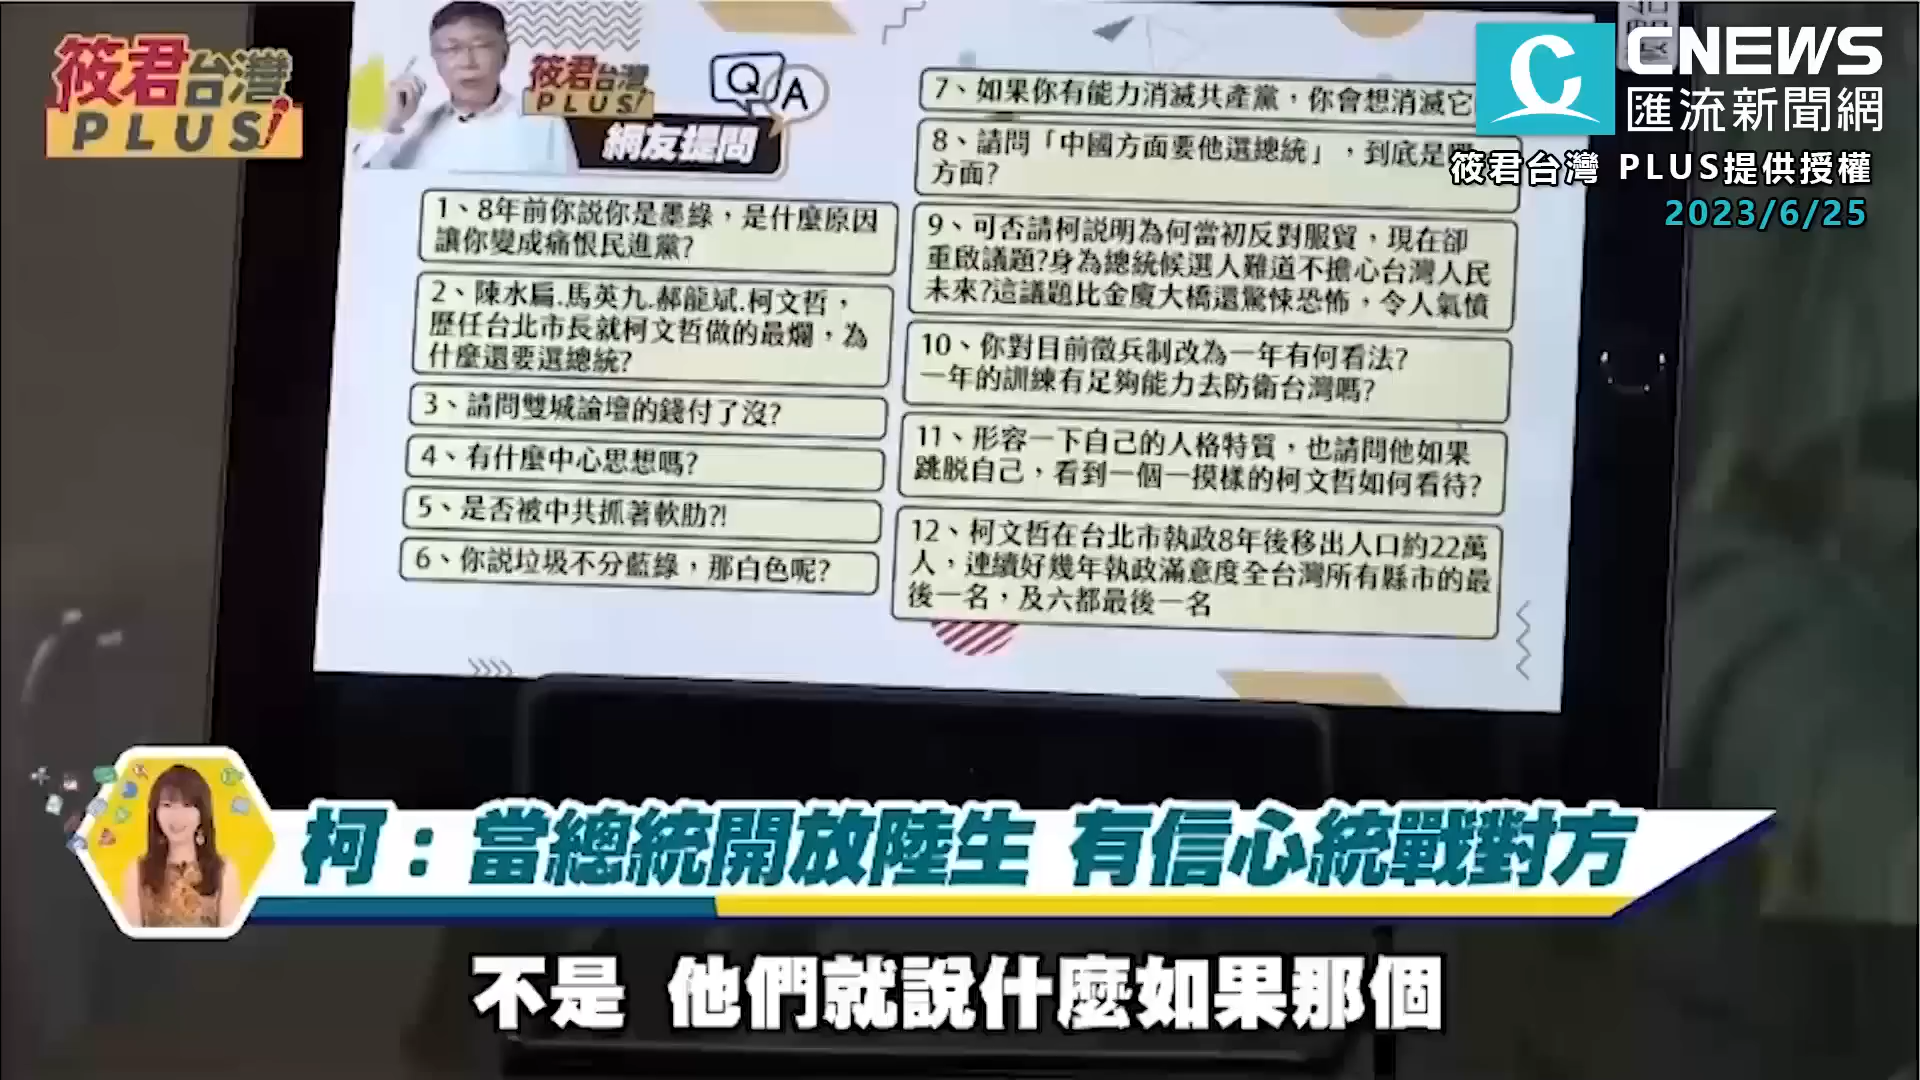 筱君台灣
PLUS!
筱君台灣
PLUS!
Q
A
網友提問
1、8年前你說你是墨綠，是什麼原因
讓你變成痛恨民進黨?
2、陳水扁.馬英九.郝龍斌.柯文哲，
歷任台北市長就柯文哲做的最爛，為
什麼還要選總統?
3、請問雙城論壇的錢付了沒?
4、有什麼中心思想嗎?
5、是否被中共抓著軟肋?!
6、你說垃圾不分藍綠，那白色呢?
7、如果你有能力消滅共產黨，你會想消滅它
8、請問「中國方面要他選總統」，到底是
方面?
9、可否請柯說明為何當初反對服貿，現在卻
重啟議題?身為總統候選人難道不擔心台灣人民
未來?這議題比金廈大橋還驚悚恐怖，令人氣憤
10、你對目前徵兵制改為一年有何看法?
一年的訓練有足夠能力去防衛台灣嗎?
11、形容一下自己的人格特質，也請問他如果
跳脱自己，看到一個一摸樣的柯文哲如何看待?
12、柯文哲在台北市執政8年後移出人口約22萬
人，連續好幾年執政滿意度全台灣所有縣市的最
後一名，及六都最後一名
CNEWS
匯流新聞網
筱君台灣 PLUS提供授權
2023/6/25
柯：當總統開放陸生 有信心統戰對方
不是 他們就說什麼如果那個